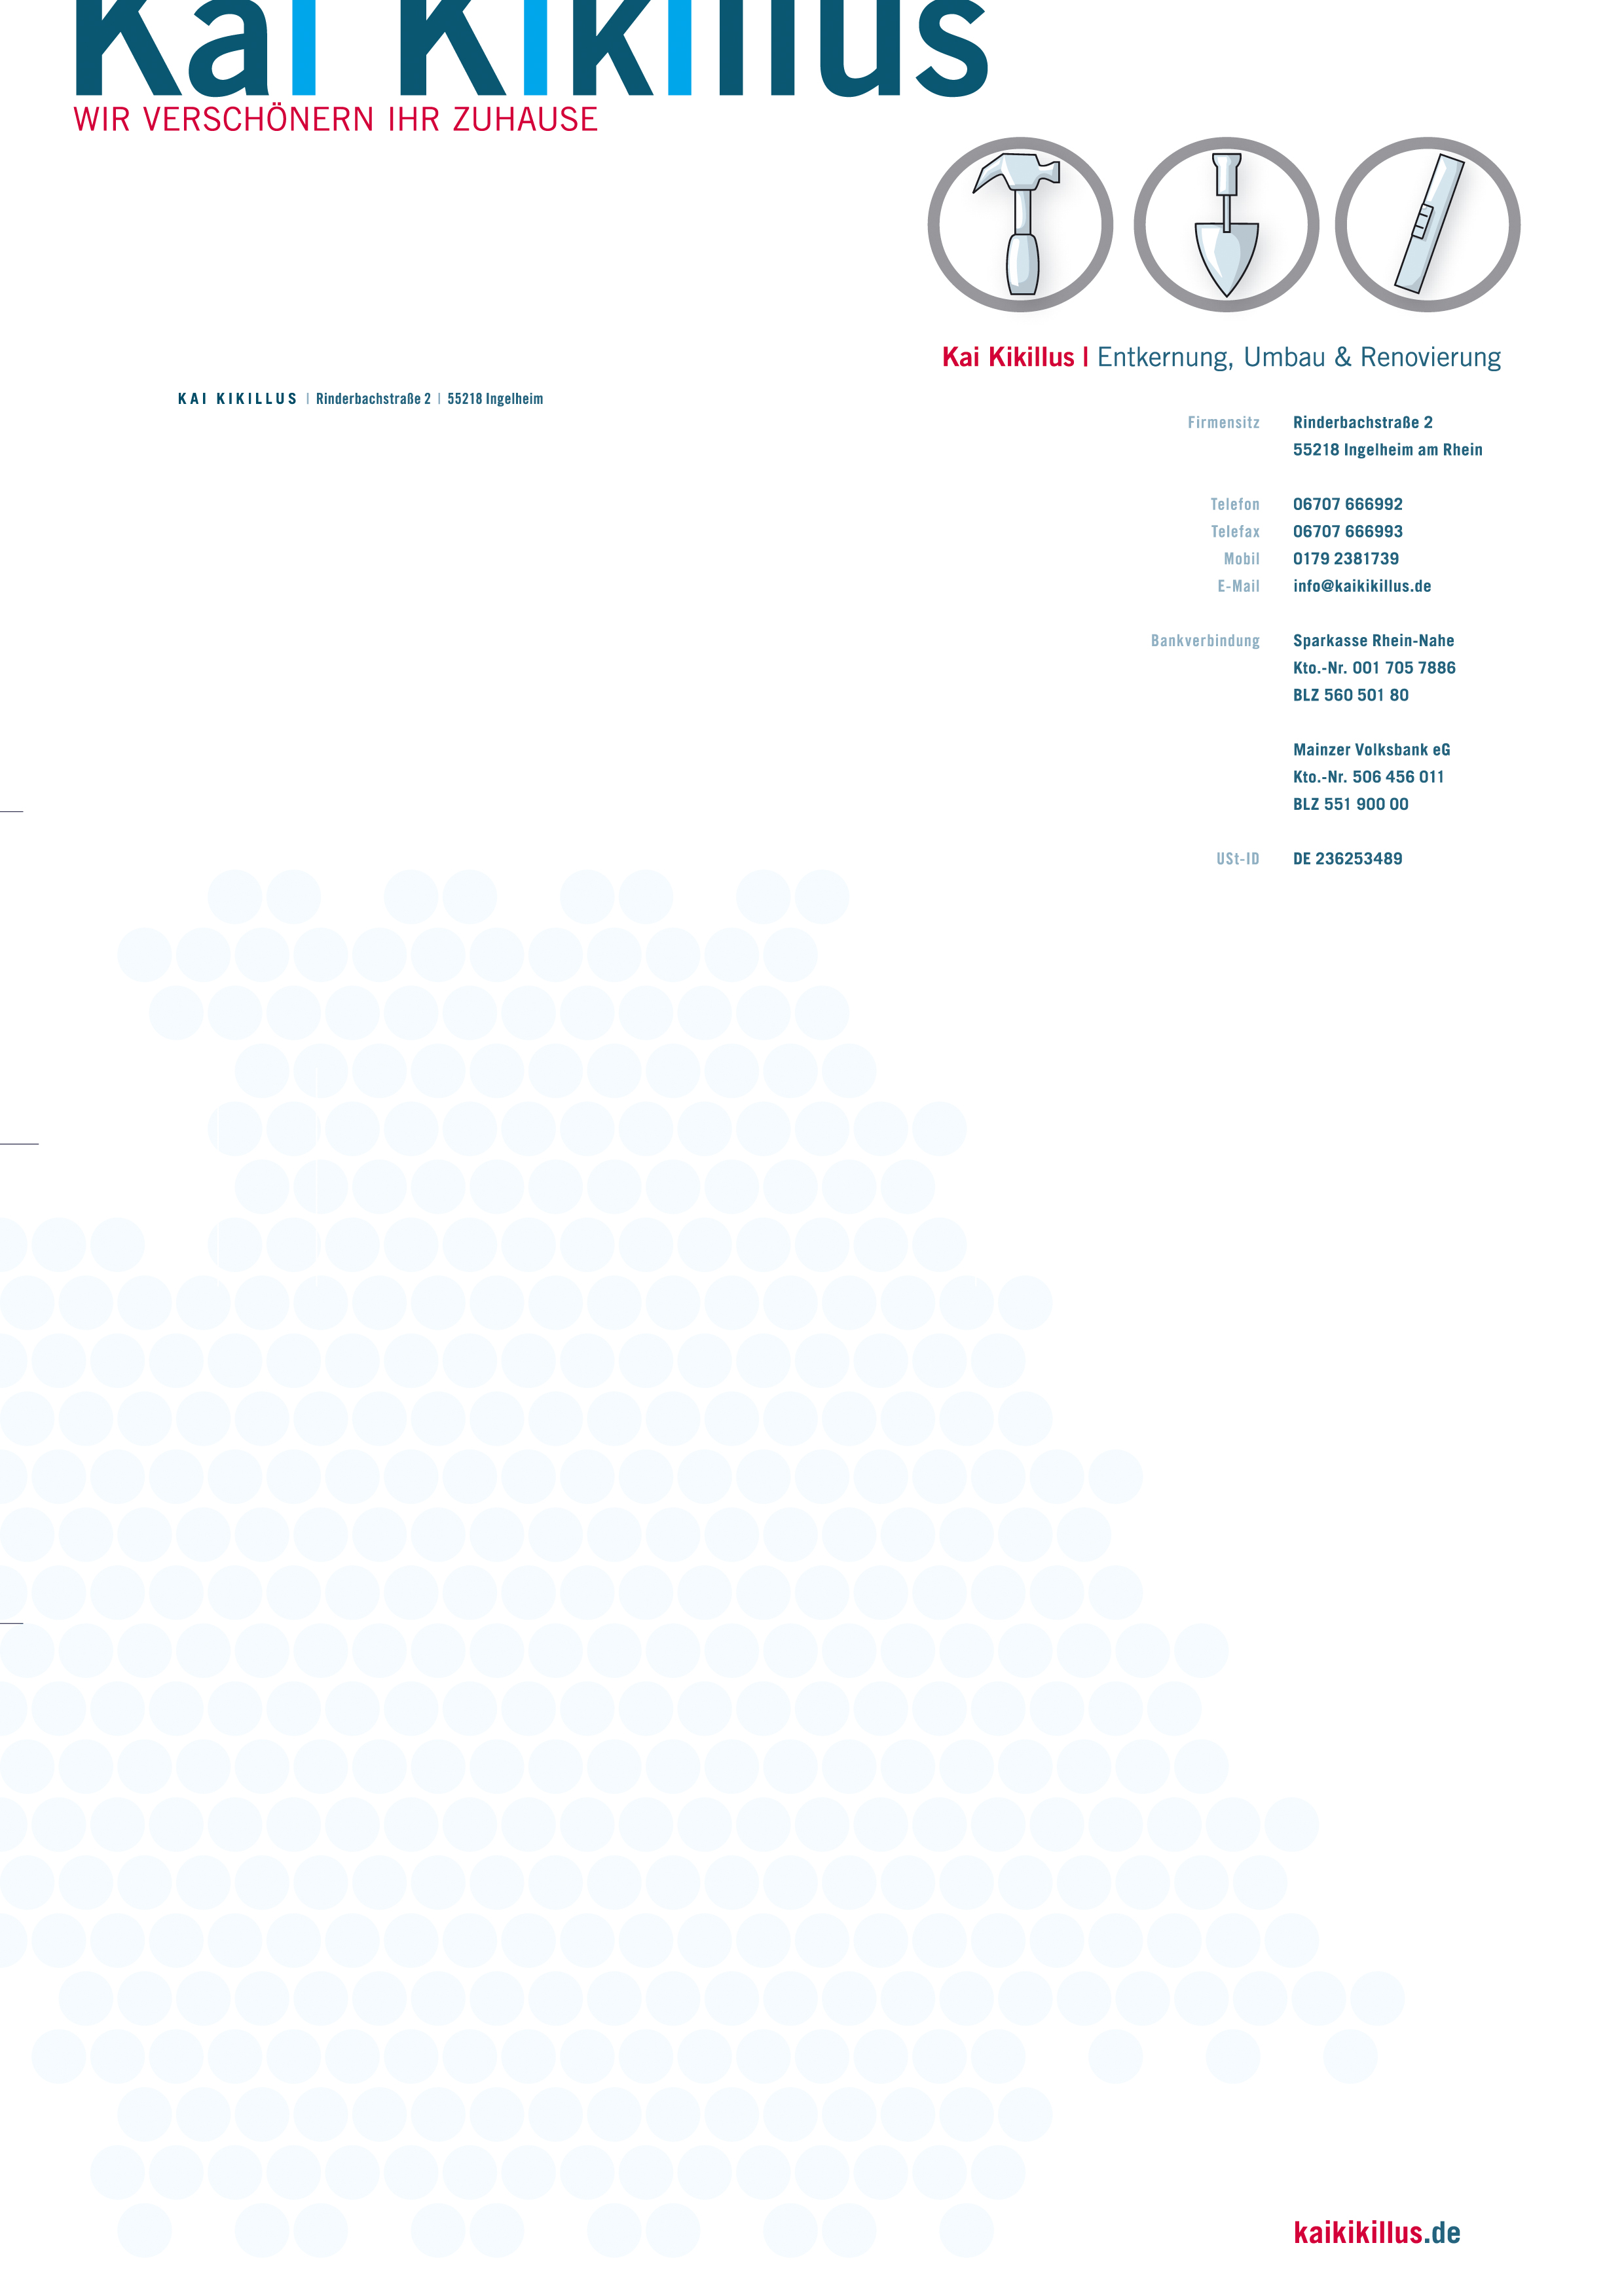 Kai Kikillus
WIR VERSCHÖNERN IHR ZUHAUSE
Kai Kikillus | Entkernung, Umbau & Renovierung
KAI KIKILLUS | Rinderbachstraße 2 | 55218 Ingelheim
Firmensitz Rinderbachstraße 2
55218 Ingelheim am Rhein
Telefon 06707 666992
Telefax 06707 666993
Mobil 0179 2381739
E-Mail info@kaikikillus.de
Bankverbindung Sparkasse Rhein-Nahe
Kto.-Nr. 001 705 7886
BLZ 560 501 80
Mainzer Volksbank eG
Kto.-Nr. 506 456 011
BLZ 551 900 00
USt-ID DE 236253489
kaikikillus.de